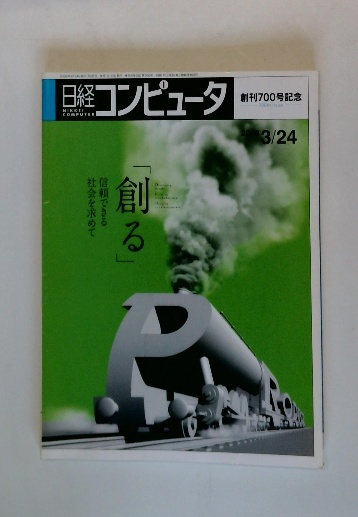 日経コンピュータ
NIKKEI
COMPUTER
創刊700号記念
3/24
「創る」
信頼できる
社会を求めて